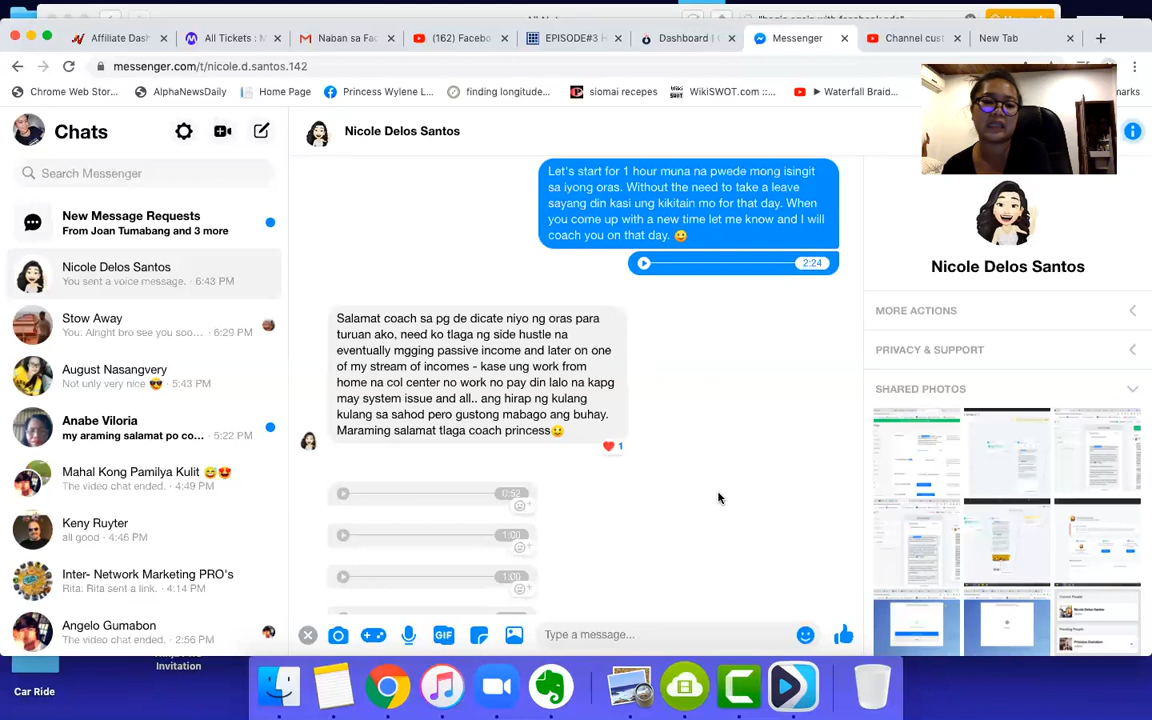 Affiliate Dash
All Tickets : M
Naban sa Fac
(162) Facebo
EPISODE#3 H
Dashboard |
Messenger
Channel cust
New Tab
messenger.com/t/nicole.d.santos.142
Chrome Web Stor...
AlphaNewsDaily
Home Page
Princess Wylene L...
finding longitude...
siomai recepes
WikiSWOT.com ::...
► Waterfall Braid...
Chats
Nicole Delos Santos
Search Messenger
New Message Requests
From Joan Tumabang and 3 more
Nicole Delos Santos
You sent a voice message. · 6:43 PM
Stow Away
You: Alright bro see you soo... · 6:29 PM
August Nasangvery
Not unly very nise 😎 · 5:43 PM
Anabe Viloria
my araming salamat po co... · 5:22 PM
Mahal Kong Pamilya Kulit 😅😍
The video chat ended. · 4:49 PM
Keny Ruyter
all good · 4:46 PM
Inter- Network Marketing PRO's
Rita: Rita sent a link. · 4:14 PM
Angelo Gumabon
The video chat ended. · 2:56 PM
Let's start for 1 hour muna na pwede mong isingit
sa iyong oras. Without the need to take a leave
sayang din kasi ung kikitain mo for that day. When
you come up with a new time let me know and I will
coach you on that day. 😀
2:24
Salamat coach sa pg de dicate niyo ng oras para
turuan ako, need ko tlaga ng side hustle na
eventually mgging passive income and later on one
of my stream of incomes - kase ung work from
home na col center no work no pay din lalo na kapg
may system issue and all.. ang hirap ng kulang
kulang sa sahod pero gustong mabago ang buhay.
Maraming salamat tlaga coach princess🙂
1
0:52
1:00
1:00
GIF
Type a message...
Nicole Delos Santos
MORE ACTIONS
PRIVACY & SUPPORT
SHARED PHOTOS
Car Ride
Invitation